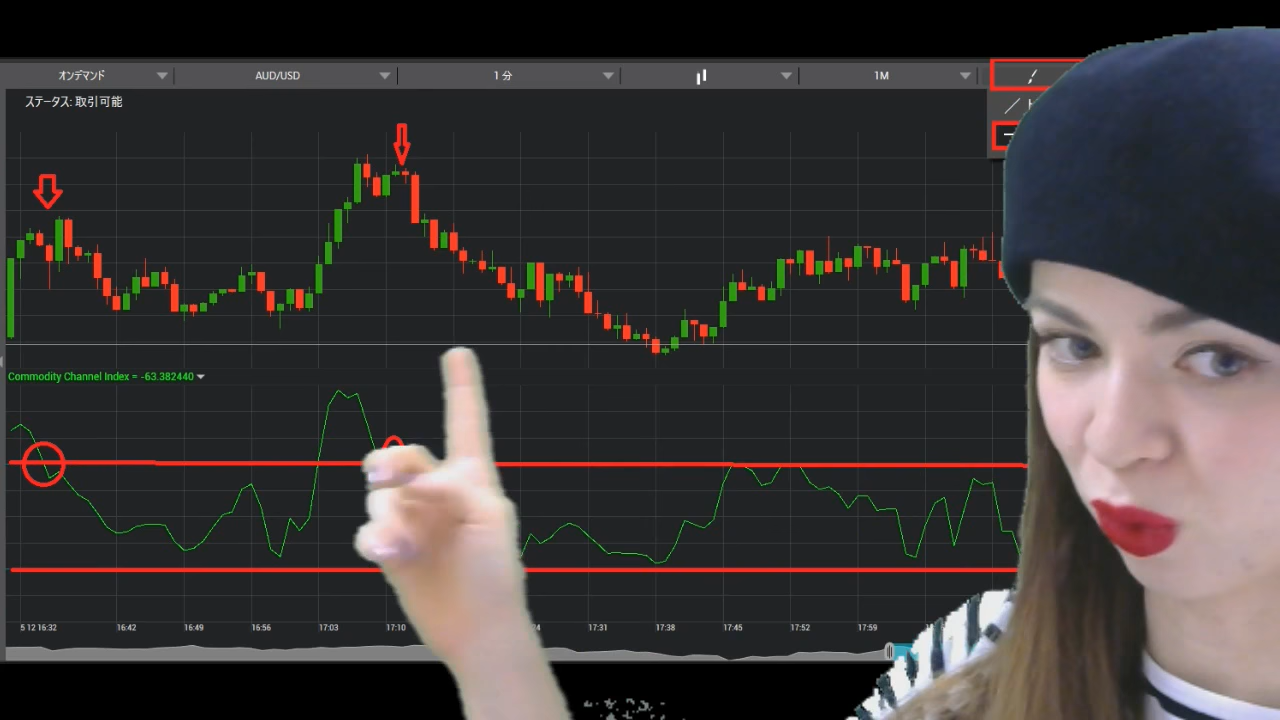 オンデマンド AUD/USD 1 分 1M
ステータス: 取引可能
Commodity Channel Index = -63.382440
5 12 16:32 16:42 16:49 16:56 17:03 17:10 17:31 17:38 17:45 17:52 17:59